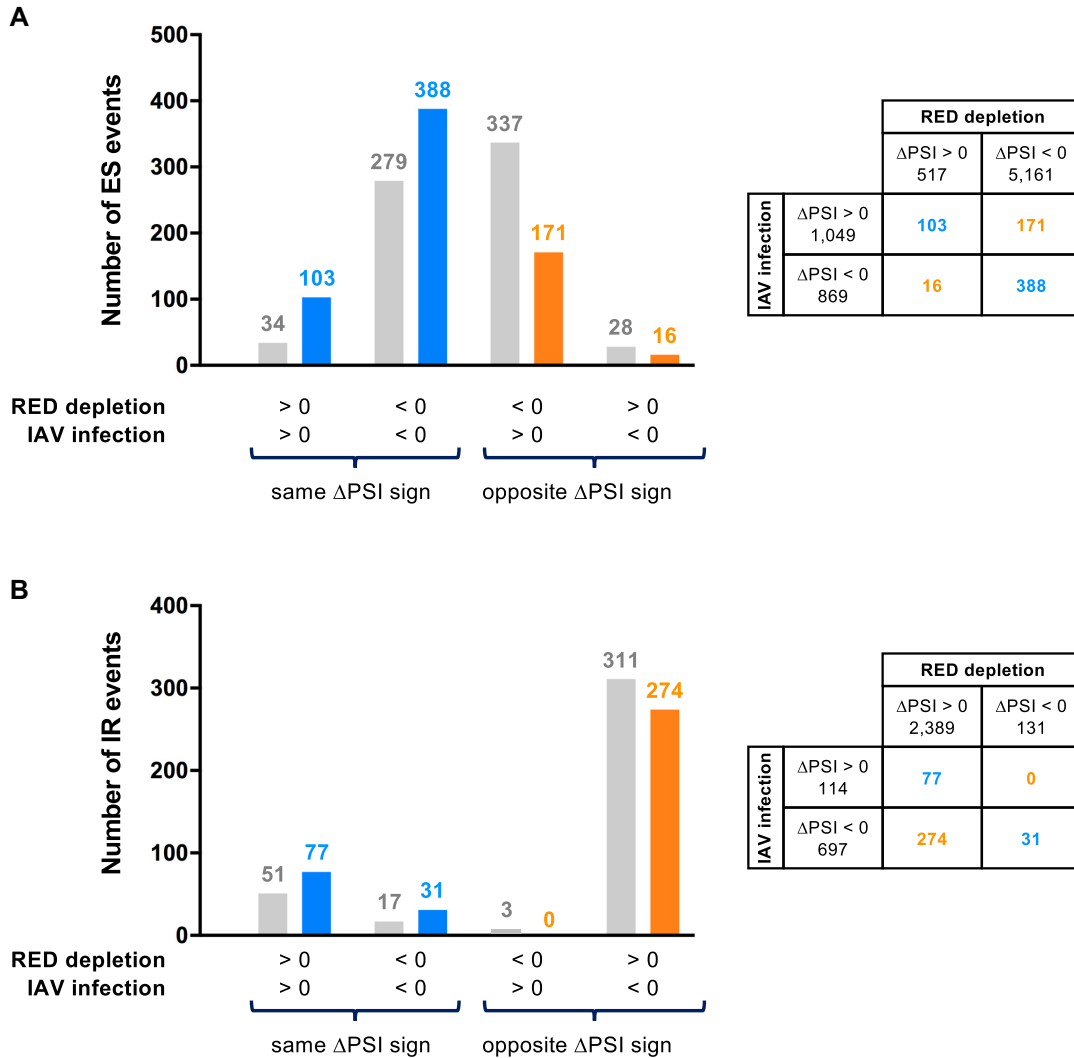 A
Number of ES events
500
400
300
200
100
0
34
103
279
388
337
171
28
16
RED depletion > 0 < 0 < 0 > 0
IAV infection > 0 < 0 > 0 < 0
same ΔPSI sign opposite ΔPSI sign
RED depletion
ΔPSI > 0 ΔPSI < 0
517 5,161
IAV infection
ΔPSI > 0
1,049
103 171
ΔPSI < 0
869
16 388
B
Number of IR events
400
300
200
100
0
51
77
17
31
3
0
311
274
RED depletion > 0 < 0 < 0 > 0
IAV infection > 0 < 0 > 0 < 0
same ΔPSI sign opposite ΔPSI sign
RED depletion
ΔPSI > 0 ΔPSI < 0
2,389 131
IAV infection
ΔPSI > 0
114
77 0
ΔPSI < 0
697
274 31